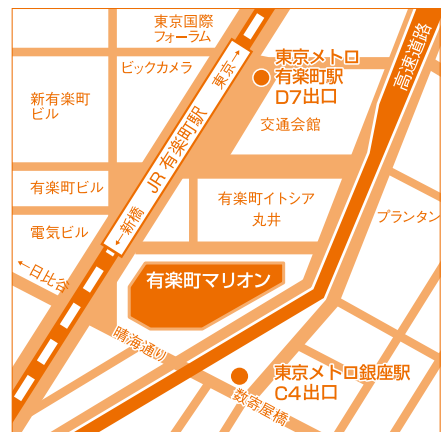 東京国際
フォーラム
ビックカメラ
東京→
東京メトロ
有楽町駅
D7出口
高速道路
新有楽町
ビル
JR 有楽町駅
交通会館
有楽町ビル
有楽町イトシア
丸井
プランタン
電気ビル
←新橋
←日比谷
有楽町マリオン
晴海通り
東京メトロ銀座駅
C4出口
数寄屋橋